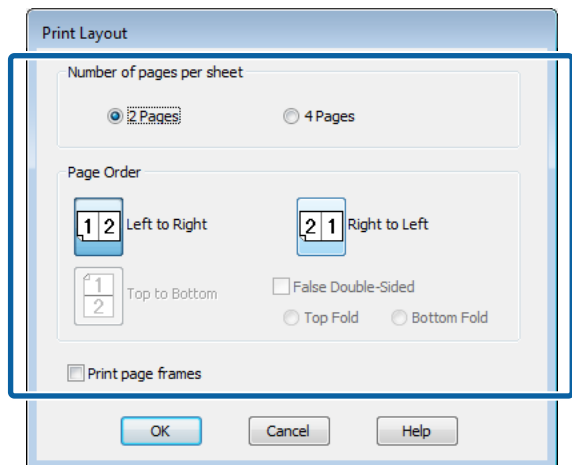 Print Layout
Number of pages per sheet
2 Pages
4 Pages
Page Order
1 2 Left to Right
2 1 Right to Left
1
2
Top to Bottom
False Double-Sided
Top Fold
Bottom Fold
Print page frames
OK
Cancel
Help